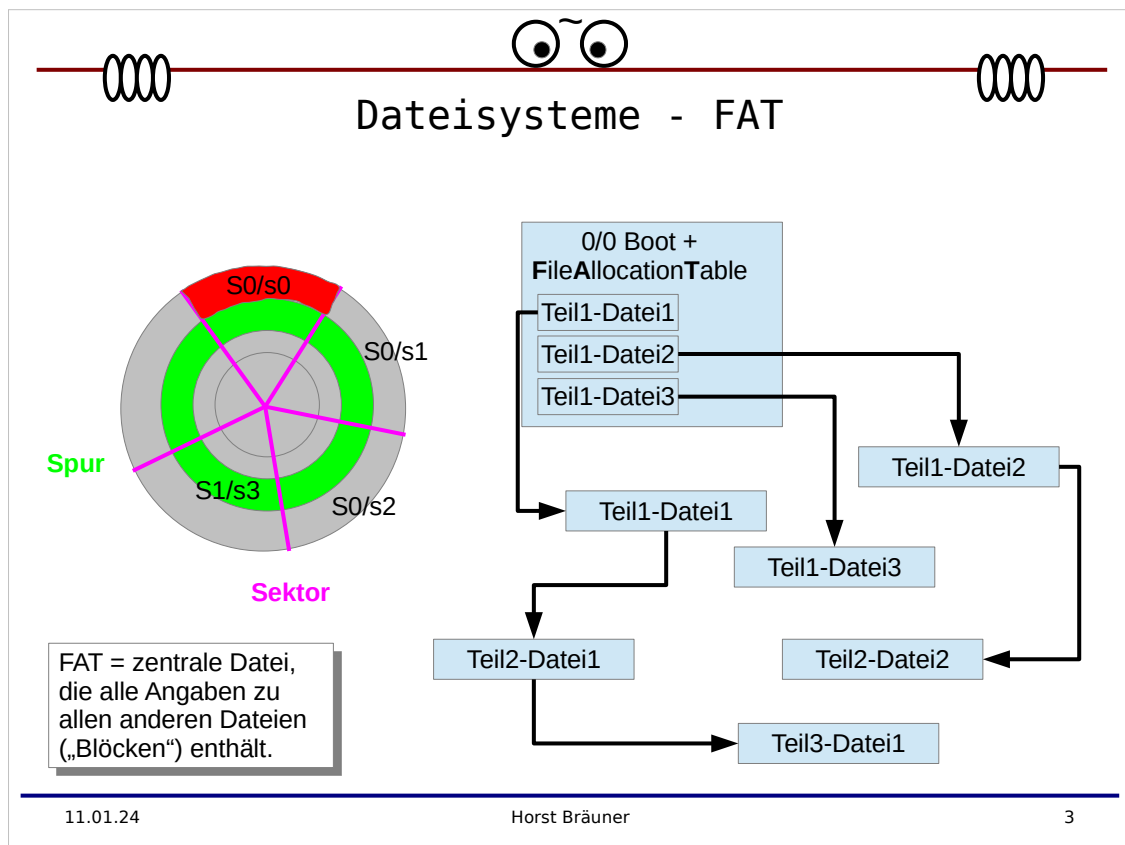 Dateisysteme - FAT
S0/s0
S0/s1
S0/s2
S1/s3
Spur
Sektor
FAT = zentrale Datei,
die alle Angaben zu
allen anderen Dateien
(„Blöcken“) enthält.
0/0 Boot +
FileAllocationTable
Teil1-Datei1
Teil1-Datei2
Teil1-Datei3
Teil1-Datei2
Teil1-Datei1
Teil1-Datei3
Teil2-Datei1
Teil2-Datei2
Teil3-Datei1
11.01.24
Horst Bräuner
3